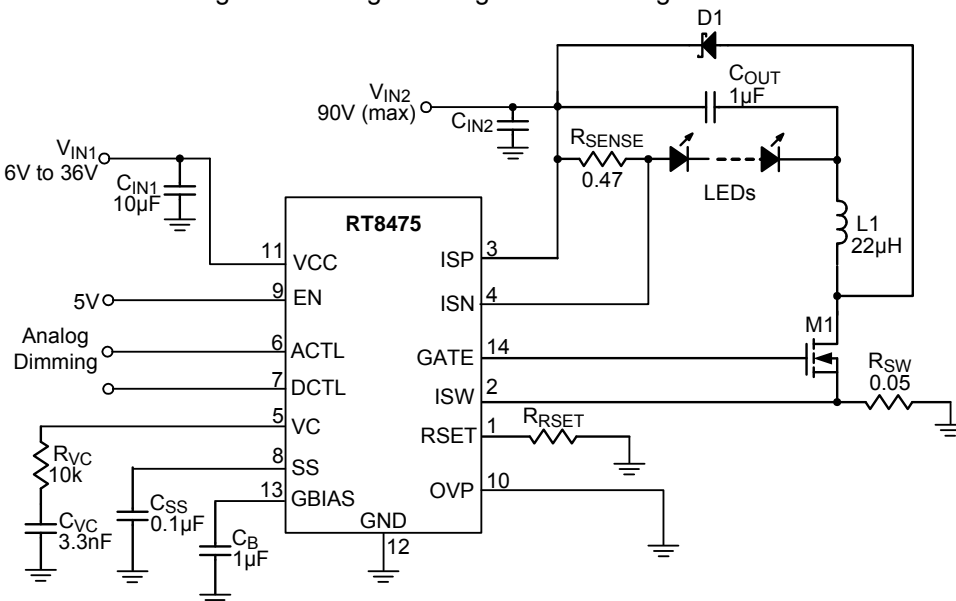 D1
COUT
1µF
VIN2
90V (max)
CIN2
RSENSE
0.47
LEDs
VIN1
6V to 36V
CIN1
10µF
L1
22µH
RT8475
11
VCC
ISP
3
5V
9
EN
ISN
4
M1
Analog
Dimming
6
ACTL
GATE
14
RSW
0.05
7
DCTL
ISW
2
5
VC
RSET
1
RRSET
RVC
10k
8
SS
OVP
10
13
GBIAS
CSS
0.1µF
GND
12
CVC
3.3nF
CB
1µF